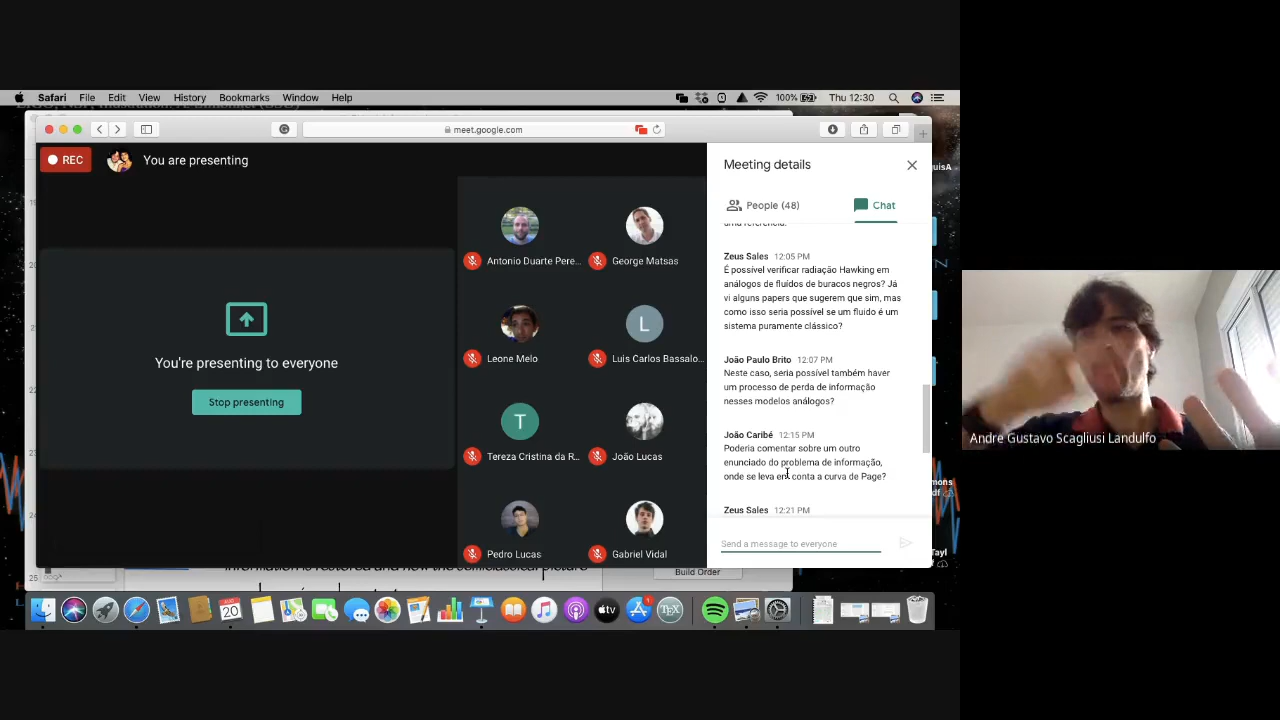 Safari File Edit View History Bookmarks Window Help
100% Thu 12:30
meet.google.com
REC
You are presenting
Meeting details
People (48)
Chat
uma referência.
Zeus Sales 12:05 PM
É possível verificar radiação Hawking em
análogos de fluídos de buracos negros? Já
vi alguns papers que sugerem que sim, mas
como isso seria possível se um fluido é um
sistema puramente clássico?
João Paulo Brito 12:07 PM
Neste caso, seria possível também haver
um processo de perda de informação
nesses modelos análogos?
João Caribé 12:15 PM
Poderia comentar sobre um outro
enunciado do problema de informação,
onde se leva em conta a curva de Page?
Zeus Sales 12:21 PM
Send a message to everyone
You're presenting to everyone
Stop presenting
Antonio Duarte Pere...
George Matsas
Leone Melo
L
Luis Carlos Bassalo...
T
Tereza Cristina da R...
João Lucas
Pedro Lucas
Gabriel Vidal
Build Order
20
1
TEX
Andre Gustavo Scagliusi Landulfo